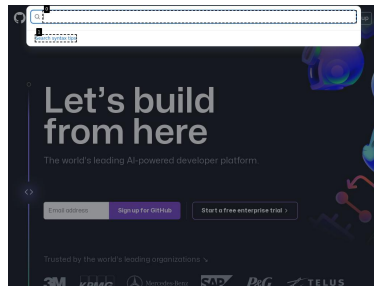 Search syntax tips
Let's build
from here
The world's leading AI-powered developer platform.
Email address
Sign up for GitHub
Start a free enterprise trial >
Trusted by the world's leading organizations ↘
3M
KPMG
Mercedes-Benz
SAP
P&G
TELUS